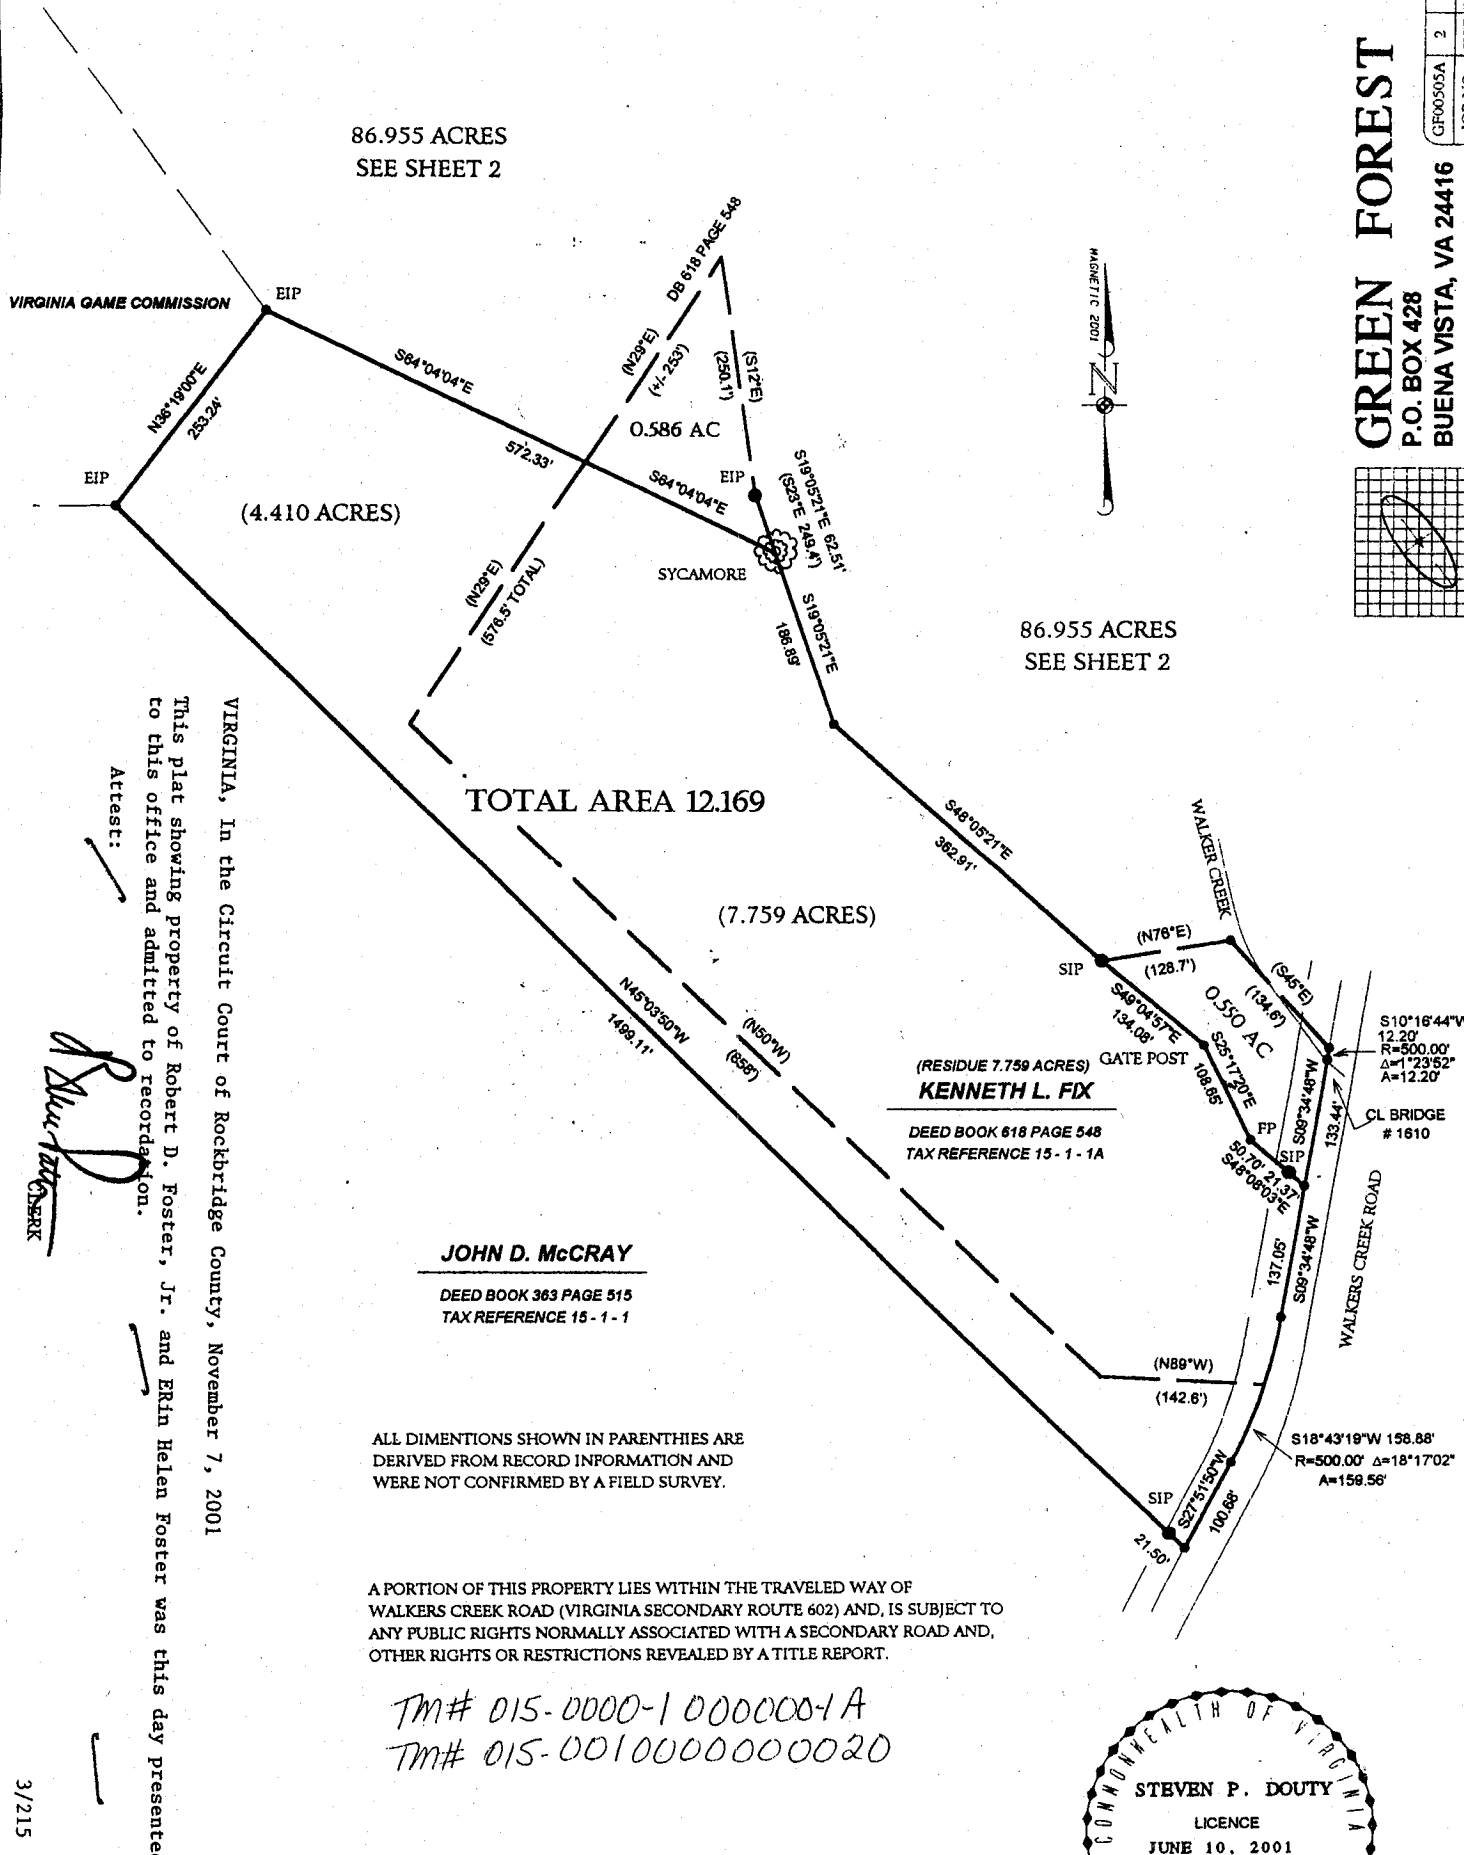 86.955 ACRES
SEE SHEET 2
GREEN FOREST
P.O. BOX 428
BUENA VISTA, VA 24416
GF00505A
2
VIRGINIA GAME COMMISSION
EIP
N36°19'00"E
253.24'
EIP
S64°04'04"E
572.33'
DB 618 PAGE 548
(N29°E)
(+/- 253')
(S12°E)
(250.1')
0.586 AC
S64°04'04"E
EIP
S19°05'21"E 62.51'
(S23°E 249.4')
SYCAMORE
MAGNETIC 2001
N
(4.410 ACRES)
(N29°E)
(576.5' TOTAL)
S19°05'21"E
186.89'
86.955 ACRES
SEE SHEET 2
TOTAL AREA 12.169
S48°05'21"E
362.91'
WALKER CREEK
(7.759 ACRES)
SIP
(N76°E)
(128.7')
(S45°E)
(134.6')
0.550 AC
S49°04'57"E
134.08'
GATE POST
S25°17'20"E
108.65'
S10°16'44"W
12.20'
R=500.00'
Δ=1°23'52"
A=12.20'
CL BRIDGE
# 1610
S09°34'48"W
133.44'
FP
SIP
50.70' 21.37'
S48°08'03"E
N45°03'50"W
1499.11'
(N50°W)
(658')
(RESIDUE 7.759 ACRES)
KENNETH L. FIX
DEED BOOK 618 PAGE 548
TAX REFERENCE 15 - 1 - 1A
137.05'
S09°34'48"W
WALKERS CREEK ROAD
JOHN D. McCRAY
DEED BOOK 363 PAGE 515
TAX REFERENCE 15 - 1 - 1
(N89°W)
(142.6')
S18°43'19"W 158.88'
R=500.00' Δ=18°17'02"
A=159.56'
SIP
S27°51'50"W
100.68'
21.50'
ALL DIMENTIONS SHOWN IN PARENTHIES ARE
DERIVED FROM RECORD INFORMATION AND
WERE NOT CONFIRMED BY A FIELD SURVEY.
A PORTION OF THIS PROPERTY LIES WITHIN THE TRAVELED WAY OF
WALKERS CREEK ROAD (VIRGINIA SECONDARY ROUTE 602) AND, IS SUBJECT TO
ANY PUBLIC RIGHTS NORMALLY ASSOCIATED WITH A SECONDARY ROAD AND,
OTHER RIGHTS OR RESTRICTIONS REVEALED BY A TITLE REPORT.
TM# 015-0000-1 0000001A
TM# 015-0010000000020
VIRGINIA, In the Circuit Court of Rockbridge County, November 7, 2001
This plat showing property of Robert D. Foster, Jr. and ERin Helen Foster was this day presented
to this office and admitted to recordation.
Attest:
CLERK
3/215
COMMONWEALTH OF VIRGINIA
STEVEN P. DOUTY
LICENCE
JUNE 10, 2001